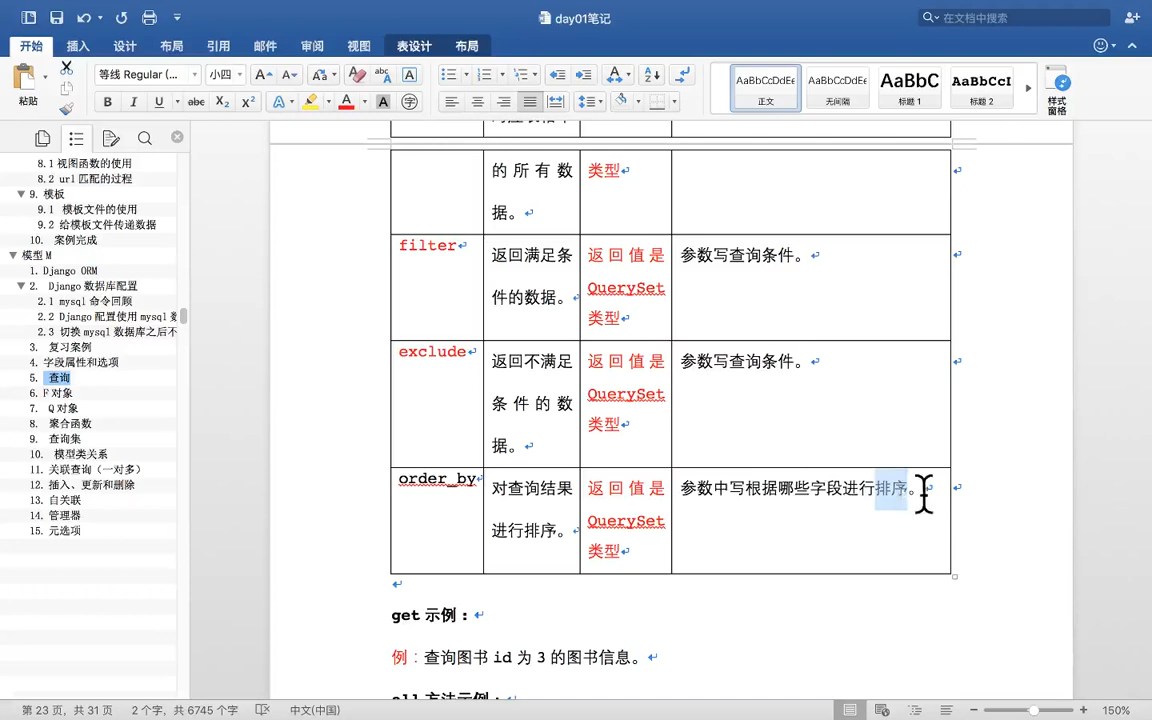 day01笔记
在文档中搜索
开始 插入 设计 布局 引用 邮件 审阅 视图 表设计 布局
粘贴
等线 Regular (... 小四
AaBbCcDdEe
正文
AaBbCcDdEe
无间隔
AaBbC
标题 1
AaBbCcI
标题 2
样式
窗格
8.1 视图函数的使用
8.2 url 匹配的过程
9. 模板
9.1 模板文件的使用
9.2 给模板文件传递数据
10. 案例完成
模型 M
1. Django ORM
2. Django 数据库配置
2.1 mysql 命令回顾
2.2 Django 配置使用 mysql 数
2.3 切换 mysql 数据库之后不
3. 复习案例
4. 字段属性和选项
5. 查询
6. F 对象
7. Q 对象
8. 聚合函数
9. 查询集
10. 模型类关系
11. 关联查询（一对多）
12. 插入、更新和删除
13. 自关联
14. 管理器
15. 元选项
的所有数
据。
类型
filter
返回满足条
件的数据。
返回值是
QuerySet
类型
参数写查询条件。
exclude
返回不满足
条件的数
据。
返回值是
QuerySet
类型
参数写查询条件。
order_by
对查询结果
进行排序。
返回值是
QuerySet
类型
参数中写根据哪些字段进行排序。
get 示例：
例：查询图书 id 为 3 的图书信息。
all 方法示例：
第 23 页，共 31 页 2 个字，共 6745 个字 中文(中国) 150%